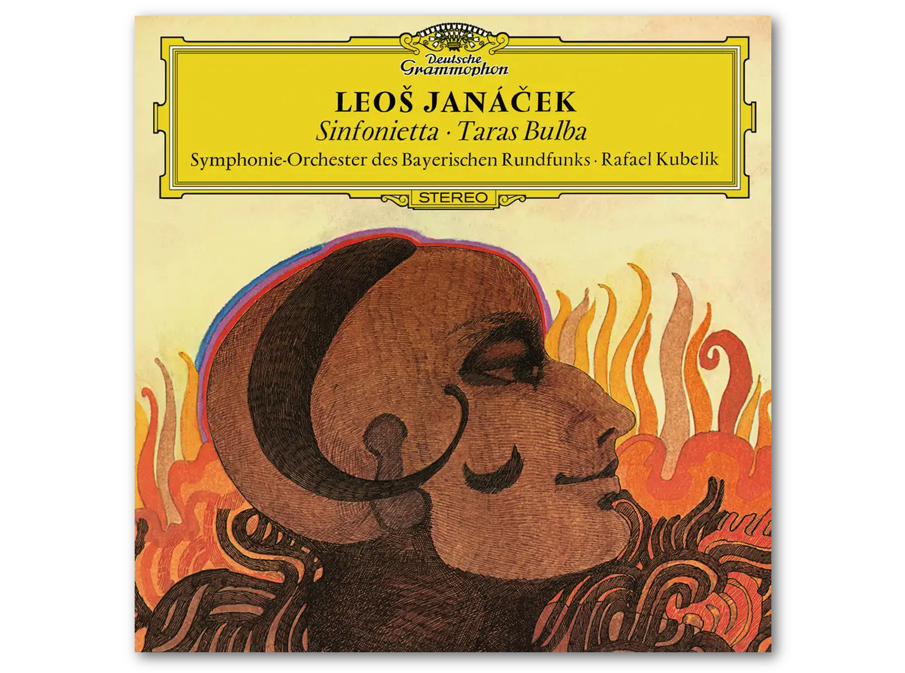 Deutsche
Grammophon
LEOŠ JANÁČEK
Sinfonietta · Taras Bulba
Symphonie-Orchester des Bayerischen Rundfunks · Rafael Kubelik
STEREO